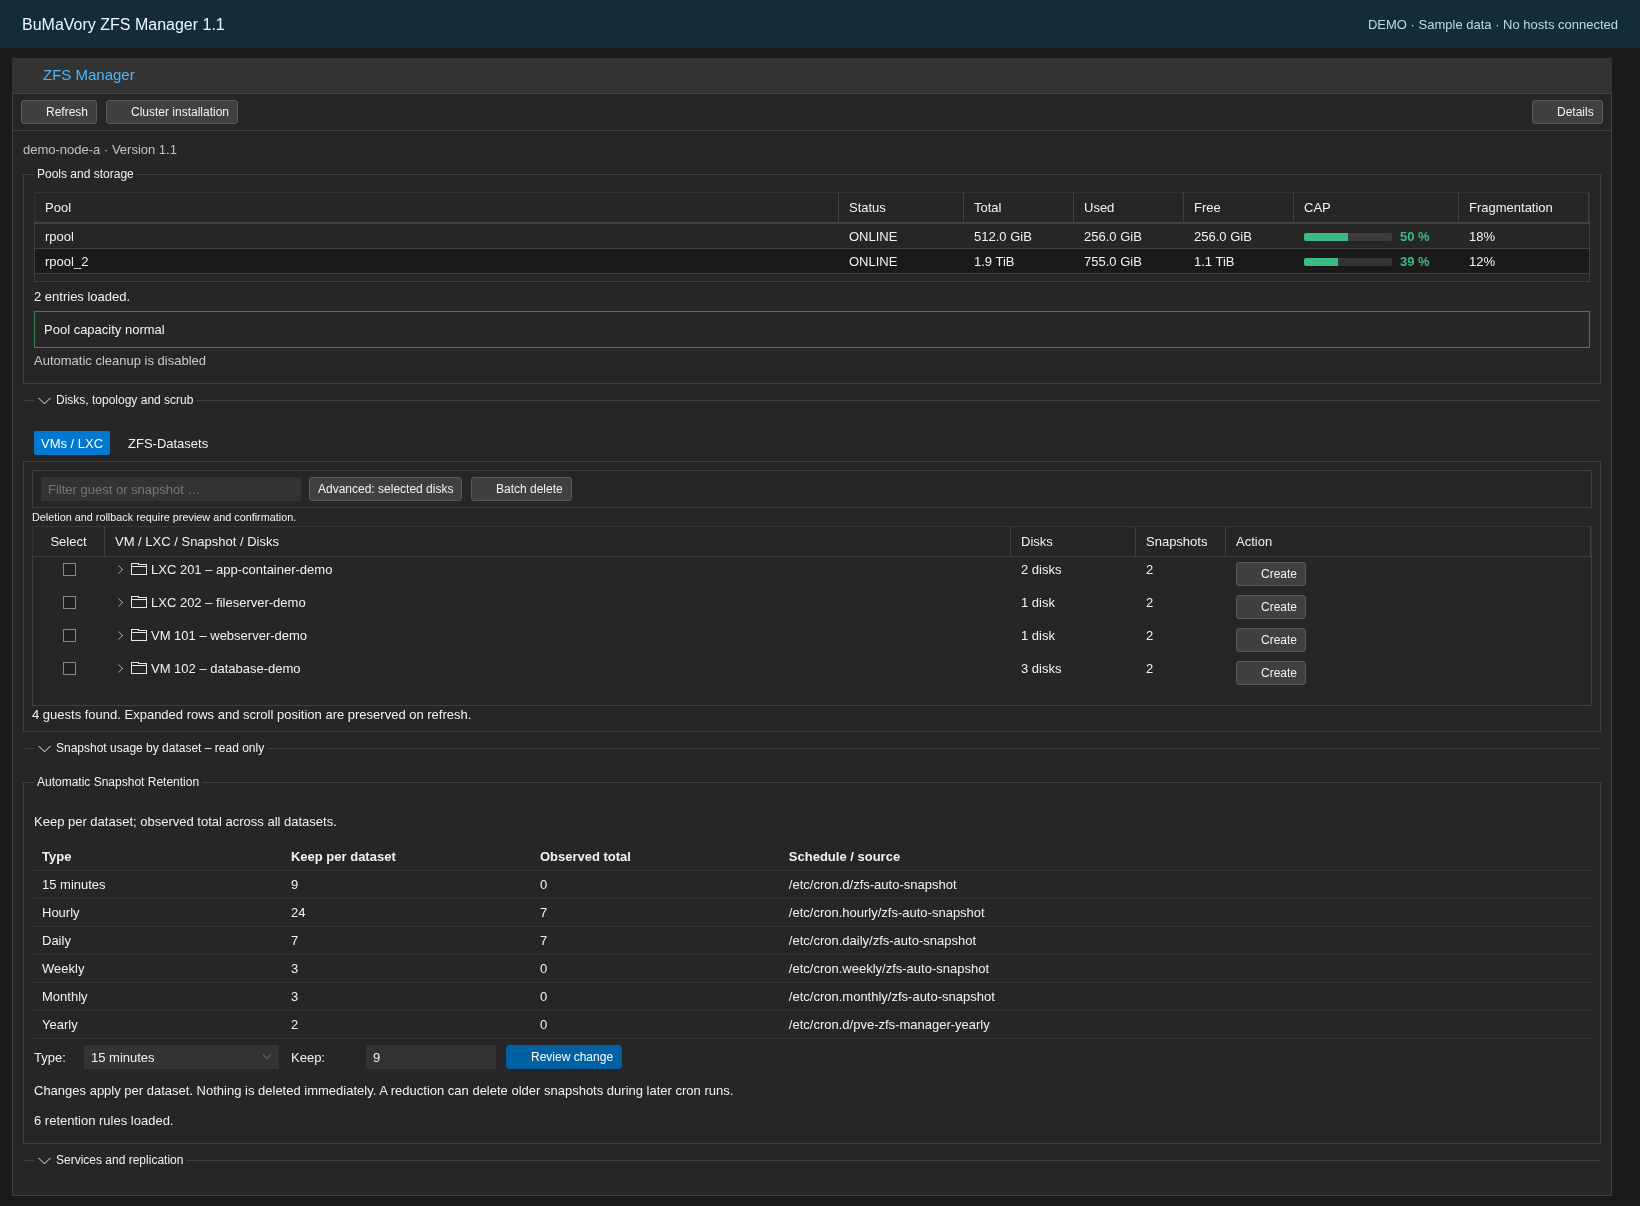 BuMaVory ZFS Manager 1.1
DEMO · Sample data · No hosts connected
ZFS Manager
Refresh Cluster installation Details
demo-node-a · Version 1.1
Pools and storage
Pool Status Total Used Free CAP Fragmentation
rpool ONLINE 512.0 GiB 256.0 GiB 256.0 GiB 50 % 18%
rpool_2 ONLINE 1.9 TiB 755.0 GiB 1.1 TiB 39 % 12%
2 entries loaded.
Pool capacity normal
Automatic cleanup is disabled
Disks, topology and scrub
VMs / LXC ZFS-Datasets
Filter guest or snapshot … Advanced: selected disks Batch delete
Deletion and rollback require preview and confirmation.
Select VM / LXC / Snapshot / Disks Disks Snapshots Action
LXC 201 – app-container-demo 2 disks 2 Create
LXC 202 – fileserver-demo 1 disk 2 Create
VM 101 – webserver-demo 1 disk 2 Create
VM 102 – database-demo 3 disks 2 Create
4 guests found. Expanded rows and scroll position are preserved on refresh.
Snapshot usage by dataset – read only
Automatic Snapshot Retention
Keep per dataset; observed total across all datasets.
Type Keep per dataset Observed total Schedule / source
15 minutes 9 0 /etc/cron.d/zfs-auto-snapshot
Hourly 24 7 /etc/cron.hourly/zfs-auto-snapshot
Daily 7 7 /etc/cron.daily/zfs-auto-snapshot
Weekly 3 0 /etc/cron.weekly/zfs-auto-snapshot
Monthly 3 0 /etc/cron.monthly/zfs-auto-snapshot
Yearly 2 0 /etc/cron.d/pve-zfs-manager-yearly
Type: 15 minutes Keep: 9 Review change
Changes apply per dataset. Nothing is deleted immediately. A reduction can delete older snapshots during later cron runs.
6 retention rules loaded.
Services and replication